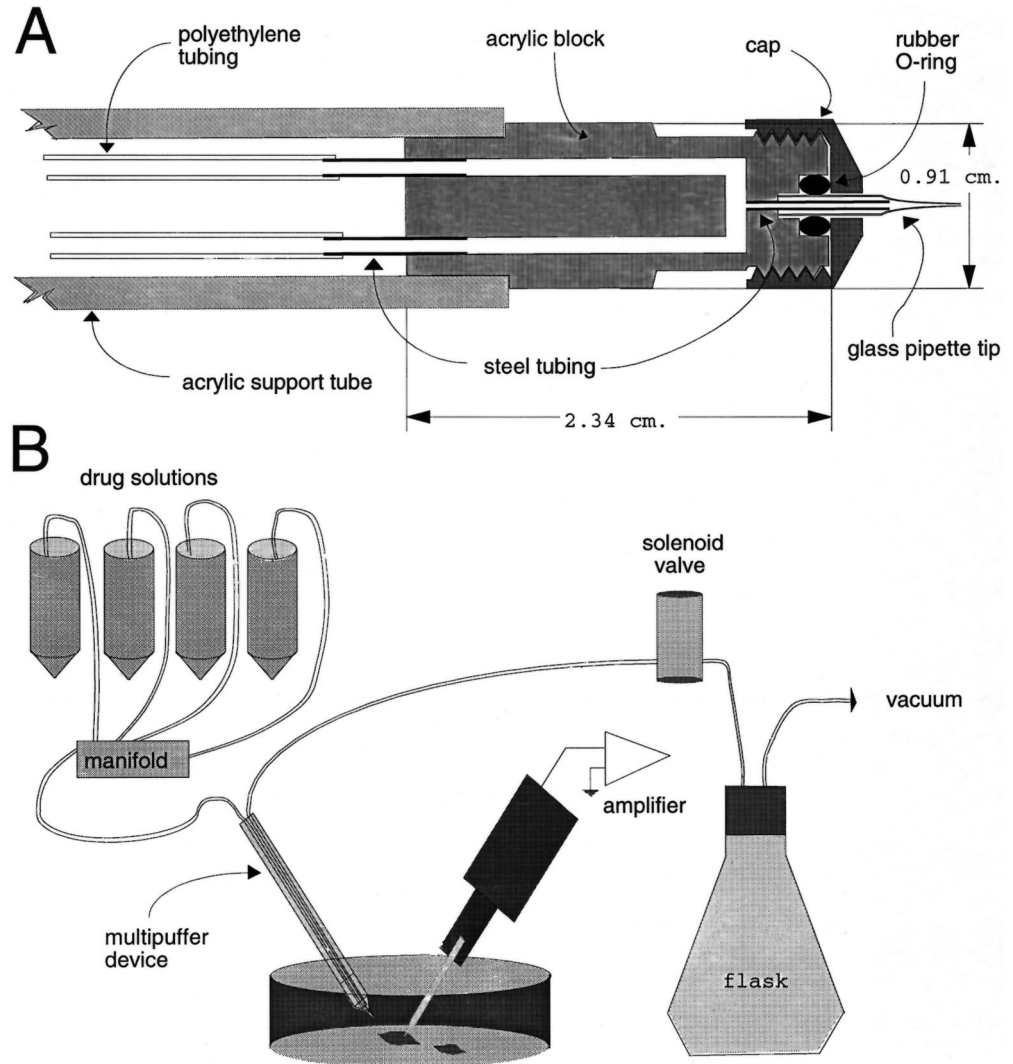 A
polyethylene
tubing
acrylic block
cap
rubber
O-ring
0.91 cm.
glass pipette tip
steel tubing
acrylic support tube
2.34 cm.
B
drug solutions
solenoid
valve
vacuum
manifold
amplifier
multipuffer
device
flask